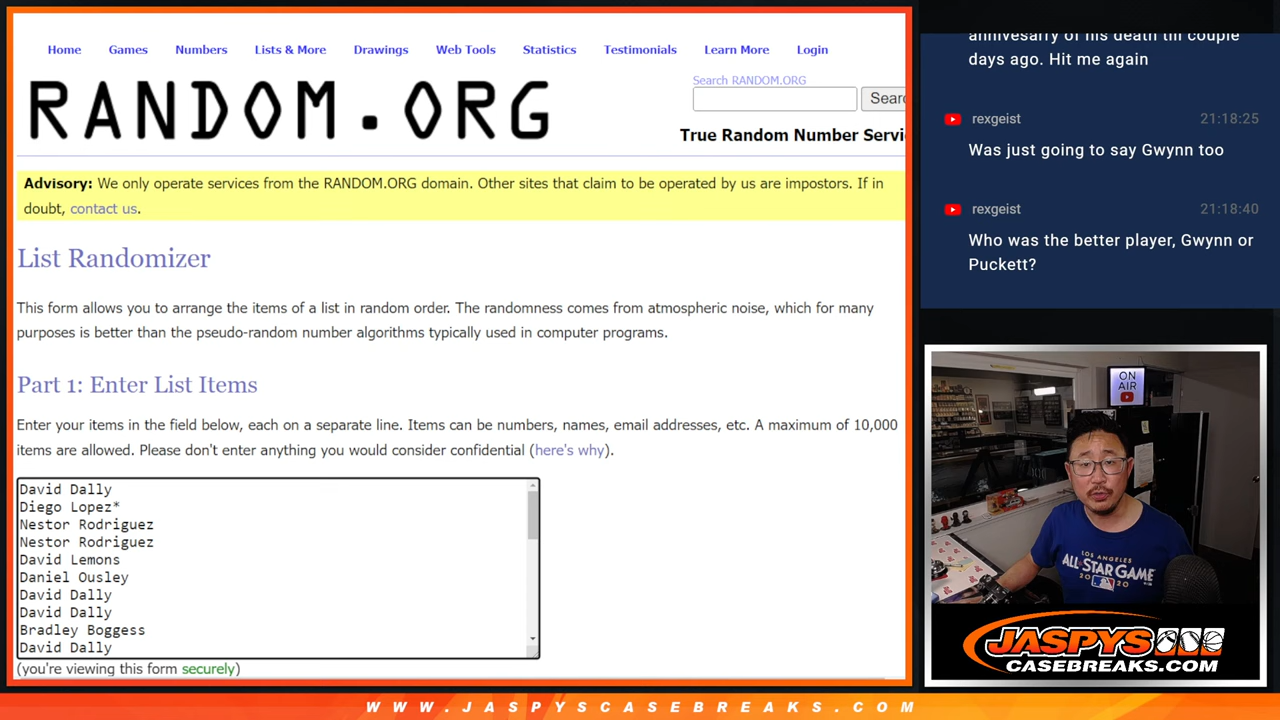 Home Games Numbers Lists & More Drawings Web Tools Statistics Testimonials Learn More Login
RANDOM.ORG
Search RANDOM.ORG
Searc
True Random Number Servi
Advisory: We only operate services from the RANDOM.ORG domain. Other sites that claim to be operated by us are impostors. If in
doubt, contact us.
List Randomizer
This form allows you to arrange the items of a list in random order. The randomness comes from atmospheric noise, which for many
purposes is better than the pseudo-random number algorithms typically used in computer programs.
Part 1: Enter List Items
Enter your items in the field below, each on a separate line. Items can be numbers, names, email addresses, etc. A maximum of 10,000
items are allowed. Please don't enter anything you would consider confidential (here's why).
David Dally
Diego Lopez*
Nestor Rodriguez
Nestor Rodriguez
David Lemons
Daniel Ousley
David Dally
David Dally
Bradley Boggess
David Dally
(you're viewing this form securely)
annivesarry of his death till couple
days ago. Hit me again
rexgeist 21:18:25
Was just going to say Gwynn too
rexgeist 21:18:40
Who was the better player, Gwynn or
Puckett?
ON
AIR
LOS ANGELES
ALL STAR GAME
2020
JASPYS
CASEBREAKS.COM
WWW.JASPYSCASEBREAKS.COM